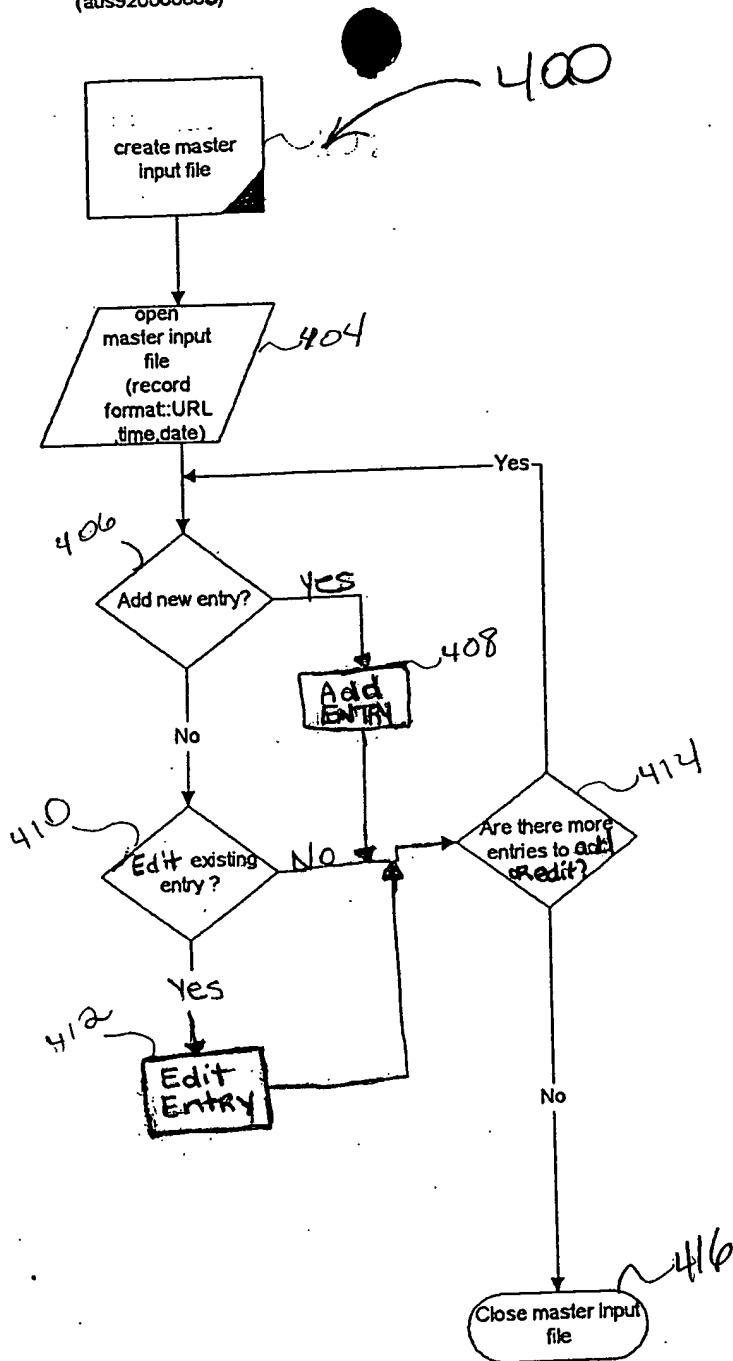 400
create master
input file
open
master input
file
(record
format::URL
,time,date)
404
Yes
406
Add new entry?
yes
408
Add
ENTRY
No
410
Edit existing
entry ?
No
414
Are there more
entries to add
or edit?
Yes
412
Edit
Entry
No
416
Close master input
file